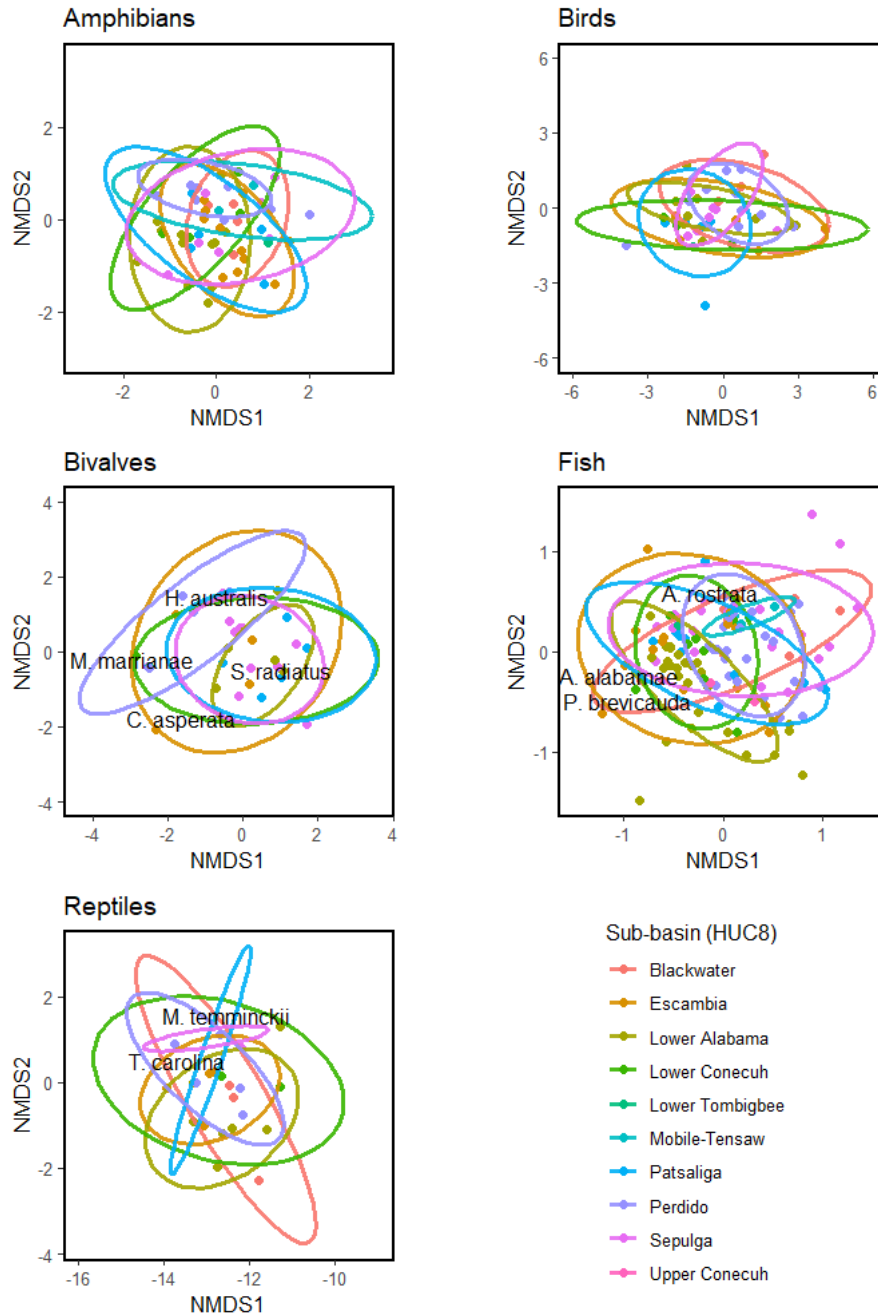 Amphibians
2
0
-2
NMDS2
-2
0
2
NMDS1
Birds
6
3
0
-3
-6
NMDS2
-6
-3
0
3
6
NMDS1
Bivalves
4
2
0
-2
-4
NMDS2
H. australis
M. marrianae
S. radiatus
C. asperata
-4
-2
0
2
4
NMDS1
Fish
1
0
-1
NMDS2
A. rostrata
A. alabamae
P. brevicauda
-1
0
1
NMDS1
Reptiles
2
0
-2
-4
NMDS2
M. temminckii
T. carolina
-16
-14
-12
-10
NMDS1
Sub-basin (HUC8)
Blackwater
Escambia
Lower Alabama
Lower Conecuh
Lower Tombigbee
Mobile-Tensaw
Patsaliga
Perdido
Sepulga
Upper Conecuh